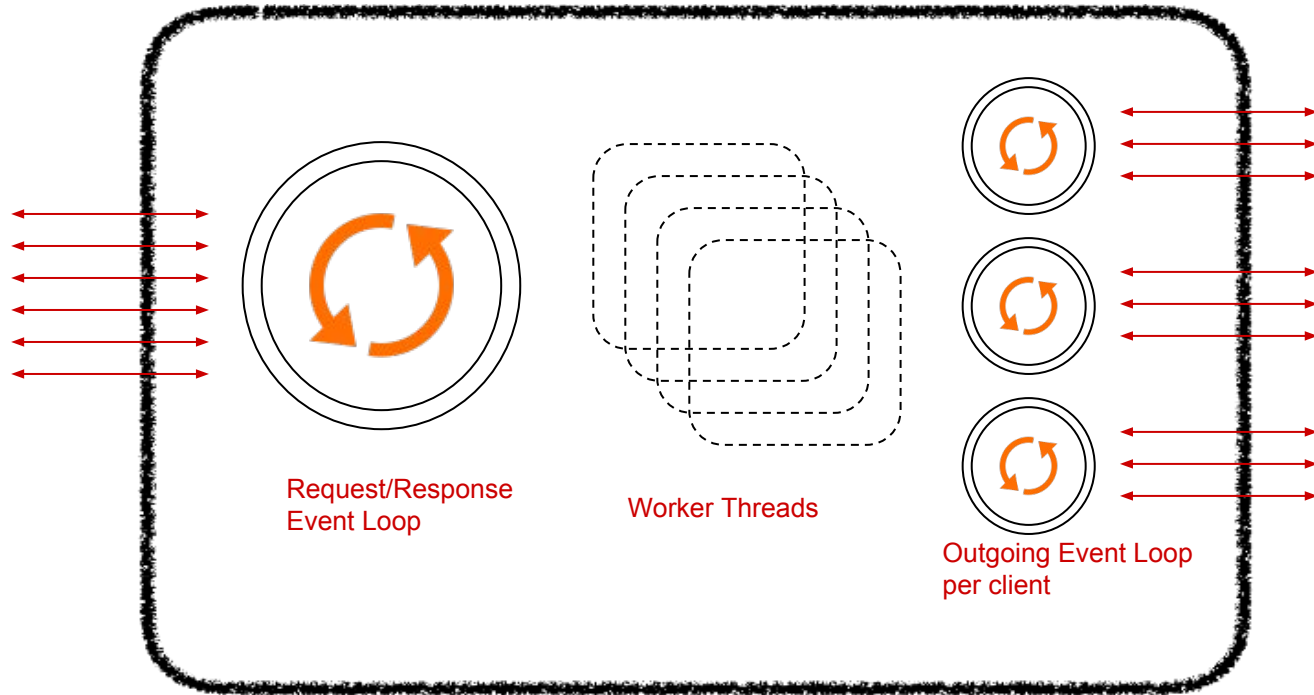 Request/Response
Event Loop
Worker Threads
Outgoing Event Loop
per client